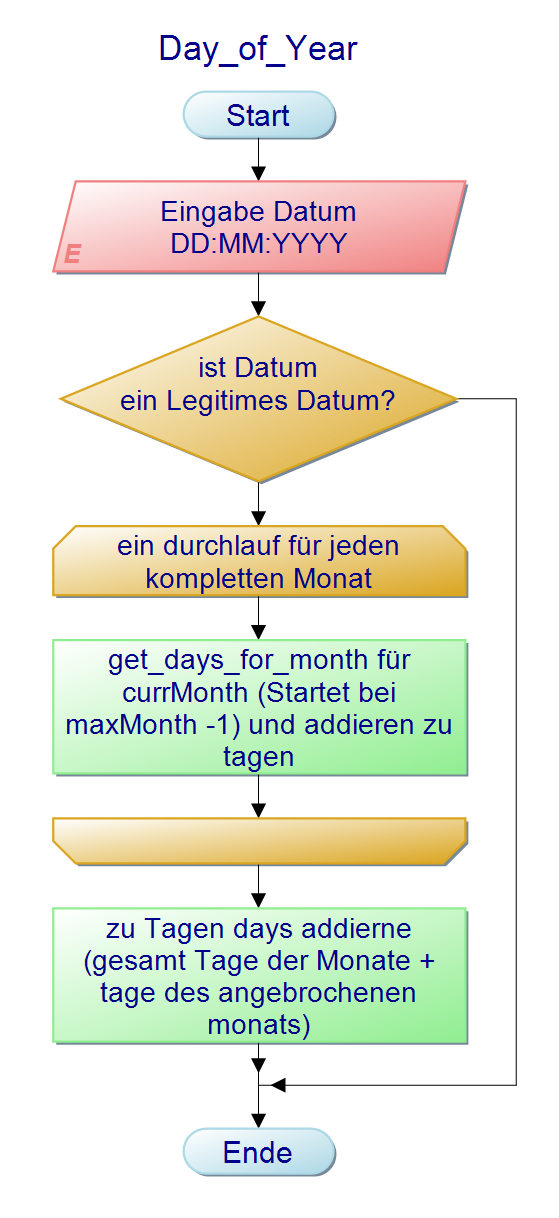 Day_of_Year
Start
Eingabe Datum
DD:MM:YYYY
E
ist Datum
ein Legitimes Datum?
ein durchlauf für jeden
kompletten Monat
get_days_for_month für
currMonth (Startet bei
maxMonth -1) und addieren zu
tagen
zu Tagen days addierne
(gesamt Tage der Monate +
tage des angebrochenen
monats)
Ende